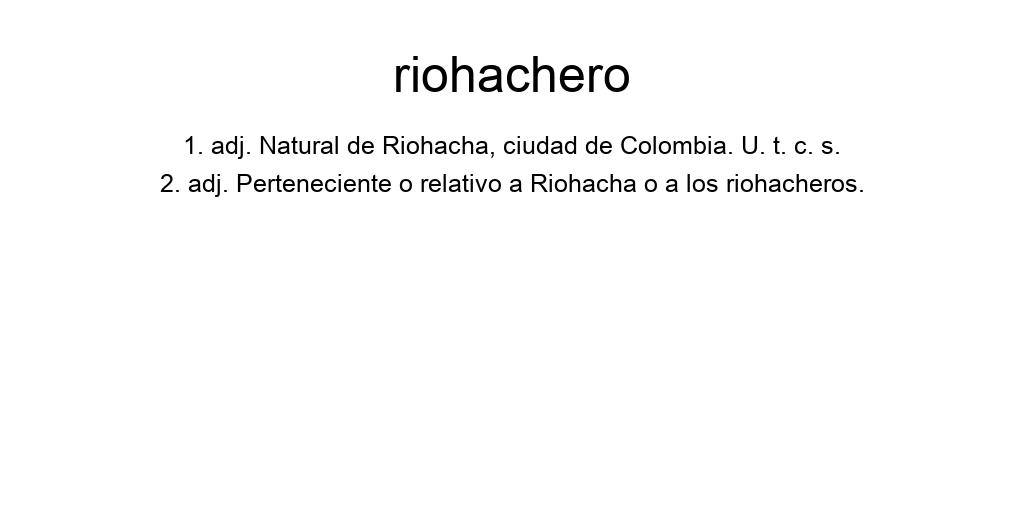 riohachero
1. adj. Natural de Riohacha, ciudad de Colombia. U. t. c. s.
2. adj. Perteneciente o relativo a Riohacha o a los riohacheros.